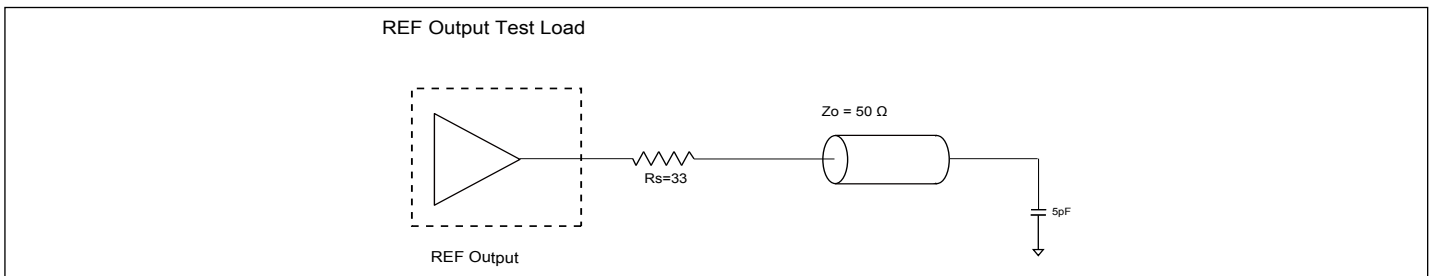 REF Output Test Load
Zo = 50 Ω
Rs=33
5pF
REF Output